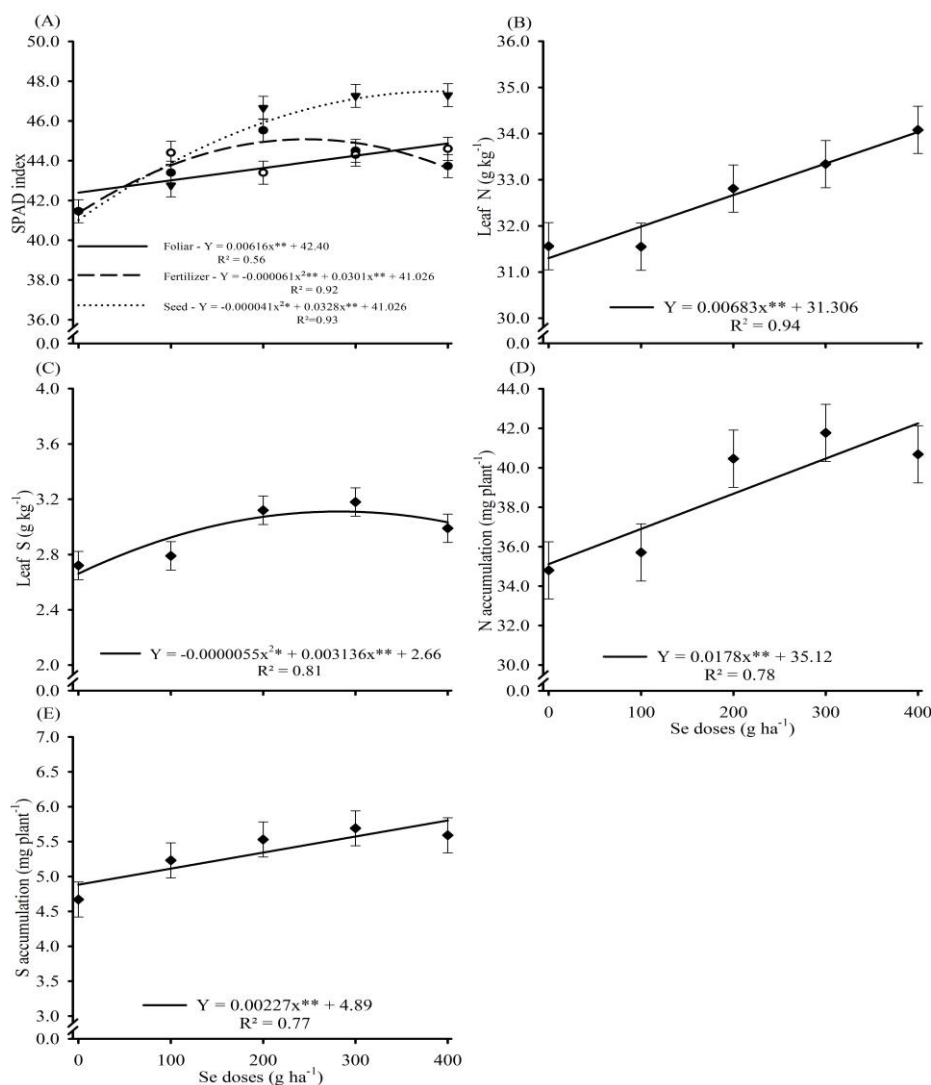 (A)
50.0
48.0
46.0
44.0
42.0
40.0
38.0
36.0
0.0
SPAD index
Foliar - Y = 0.00616x** + 42.40
R² = 0.56
Fertilizer - Y = -0.000061x²** + 0.0301x** + 41.026
R² = 0.92
Seed - Y = -0.000041x²* + 0.0328x** + 41.026
R²=0.93
(B)
36.0
35.0
34.0
33.0
32.0
31.0
30.0
0.0
Leaf N (g kg⁻¹)
Y = 0.00683x** + 31.306
R² = 0.94
(C)
4.0
3.6
3.2
2.8
2.4
2.0
0.0
Leaf S (g kg⁻¹)
Y = -0.0000055x²* + 0.003136x** + 2.66
R² = 0.81
(D)
44.0
42.0
40.0
38.0
36.0
34.0
32.0
30.0
0.0
N accumulation (mg plant⁻¹)
Y = 0.0178x** + 35.12
R² = 0.78
0 100 200 300 400
Se doses (g ha⁻¹)
(E)
7.0
6.5
6.0
5.5
5.0
4.5
4.0
3.5
3.0
0.0
S accumulation (mg plant⁻¹)
Y = 0.00227x** + 4.89
R² = 0.77
0 100 200 300 400
Se doses (g ha⁻¹)